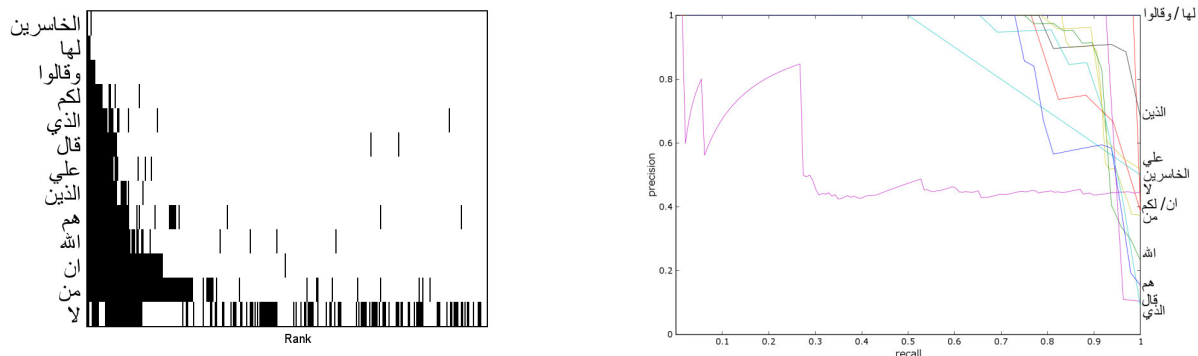 الخاسرين
لها
وقالوا
لكم
الذي
قال
علي
الذين
هم
الله
ان
من
لا
Rank
precision
1
0.8
0.6
0.4
0.2
0
0.1
0.2
0.3
0.4
0.5
0.6
0.7
0.8
0.9
1
recall
لها / وقالوا
الذين
علي
الخاسرين
لا
ان/ لكم
من
الله
هم
قال
الذي